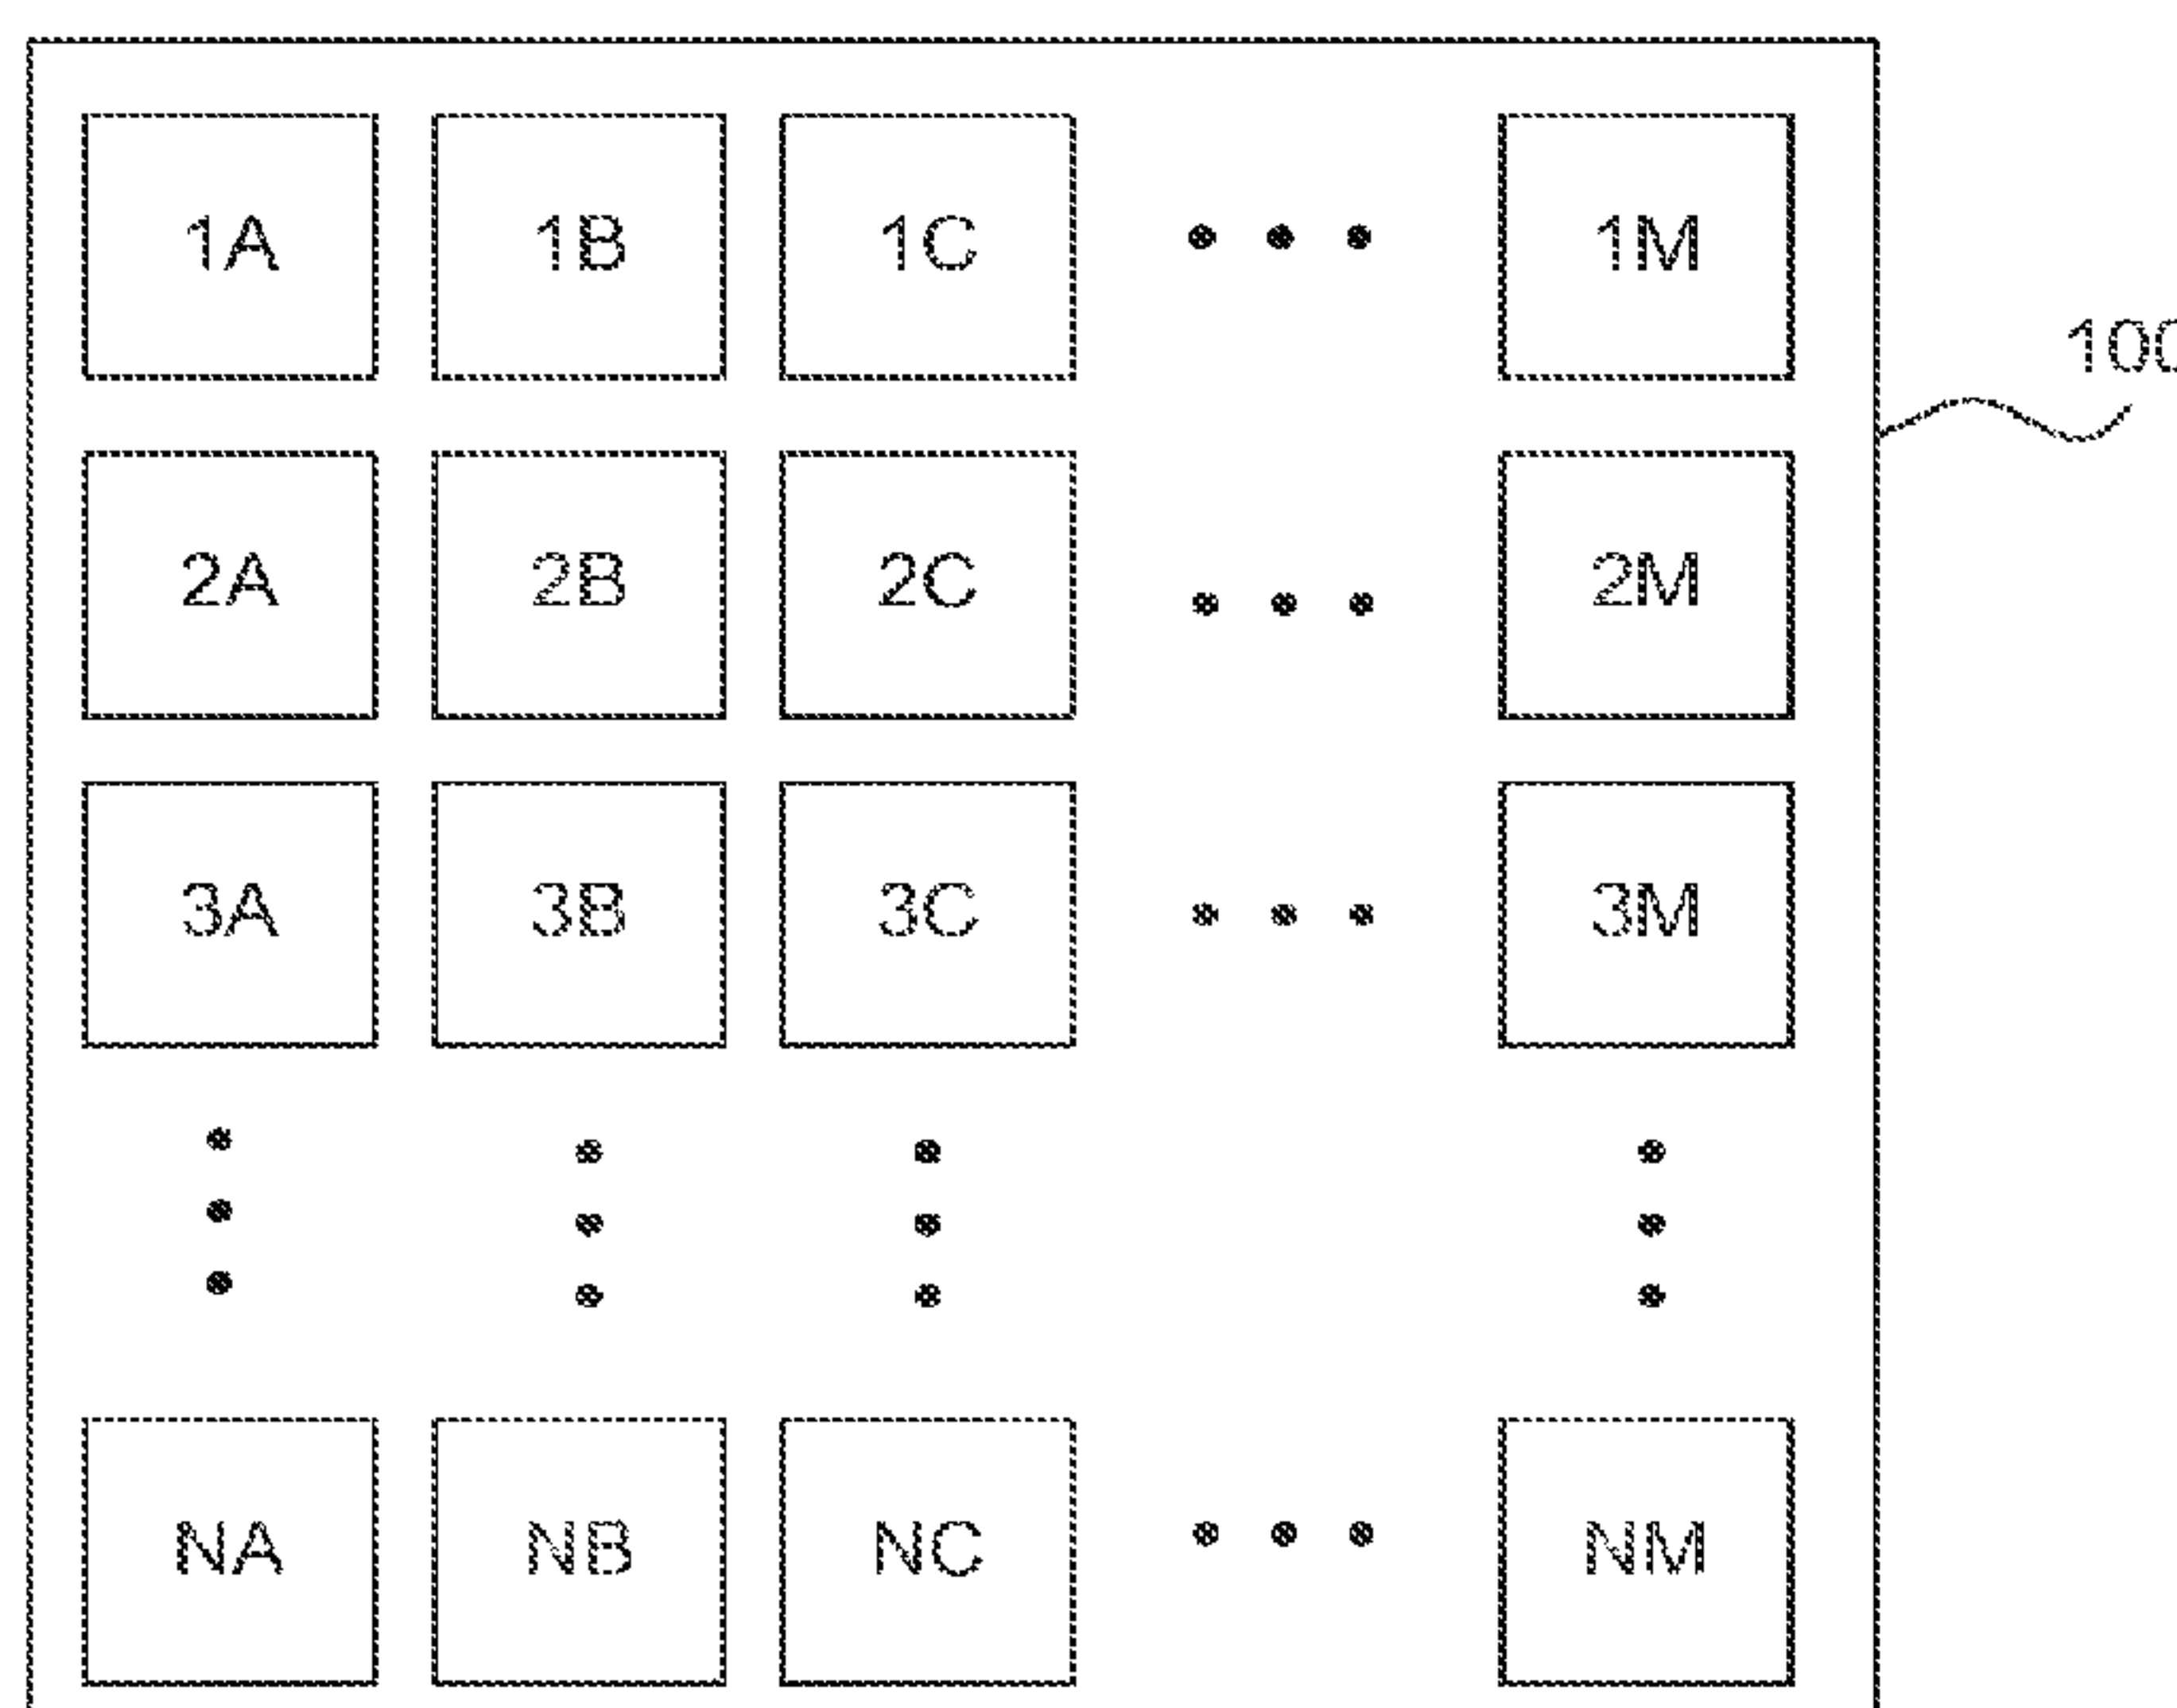 1A 1B 1C • • • 1M
100
2A 2B 2C • • • 2M
3A 3B 3C • • • 3M
NA NB NC • • • NM